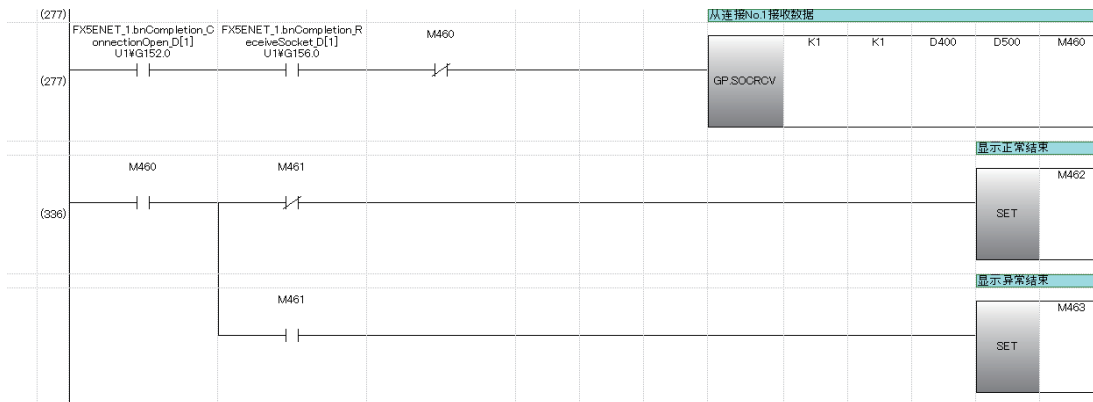 (277)
从连接No.1接收数据
FX5ENET_1.bnCompletion_C
onnectionOpen_D[1]
U1¥G152.0
FX5ENET_1.bnCompletion_R
eceiveSocket_D[1]
U1¥G156.0
M460
(277)
GP.SOCRCV
K1
K1
D400
D500
M460
显示正常结束
M460
M461
M462
(336)
SET
显示异常结束
M461
M463
SET